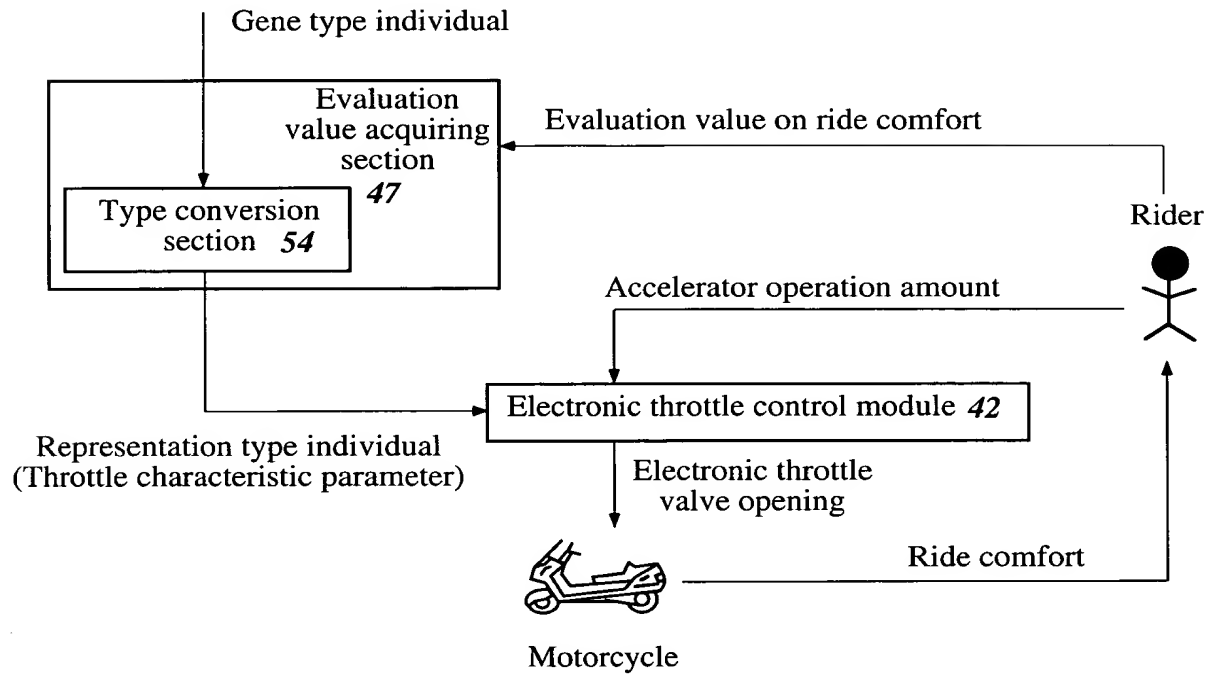 Gene type individual
Evaluation
value acquiring
section
47
Evaluation value on ride comfort
Type conversion
section 54
Rider
Accelerator operation amount
Electronic throttle control module 42
Representation type individual
(Throttle characteristic parameter)
Electronic throttle
valve opening
Ride comfort
Motorcycle